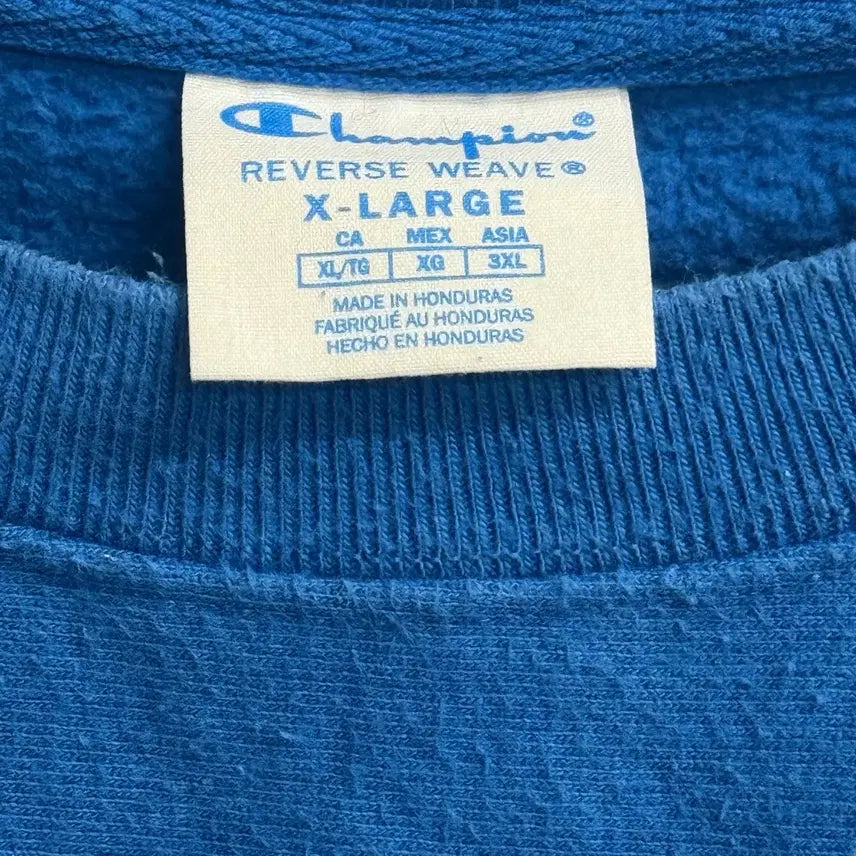 Champion®
REVERSE WEAVE®
X-LARGE
CA MEX ASIA
XL/TG XG 3XL
MADE IN HONDURAS
FABRIQUÉ AU HONDURAS
HECHO EN HONDURAS